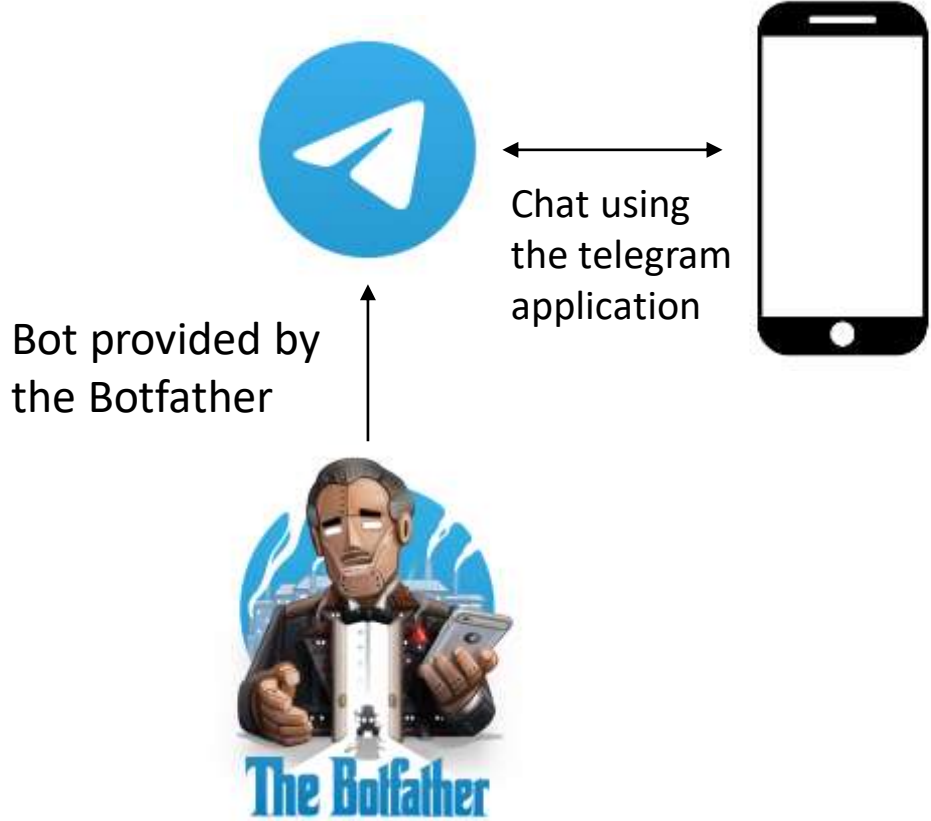 Chat using
the telegram
application
Bot provided by
the Botfather
The Botfather